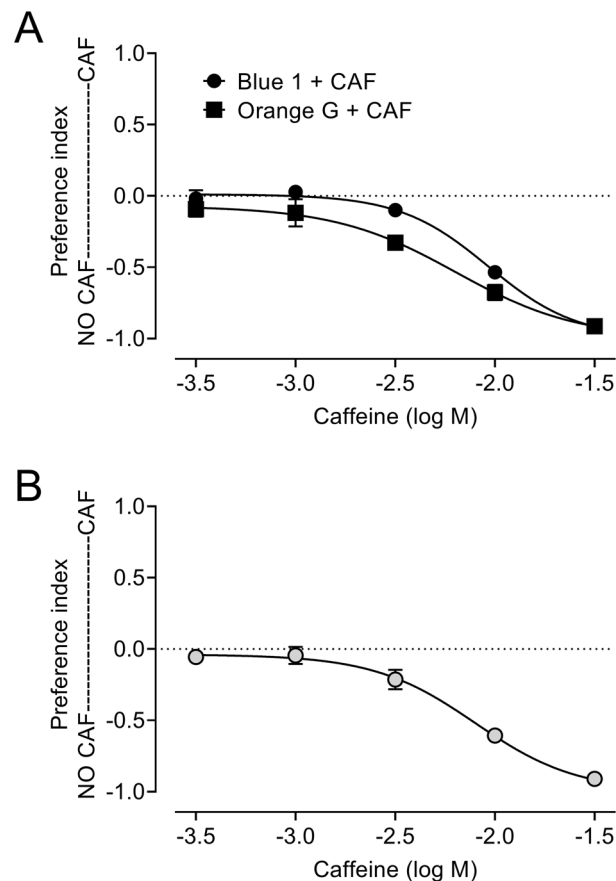 A
Preference index
NO CAF----------CAF
1.0
0.5
0.0
-0.5
-1.0
Blue 1 + CAF
Orange G + CAF
-3.5 -3.0 -2.5 -2.0 -1.5
Caffeine (log M)
B
Preference index
NO CAF----------CAF
1.0
0.5
0.0
-0.5
-1.0
-3.5 -3.0 -2.5 -2.0 -1.5
Caffeine (log M)